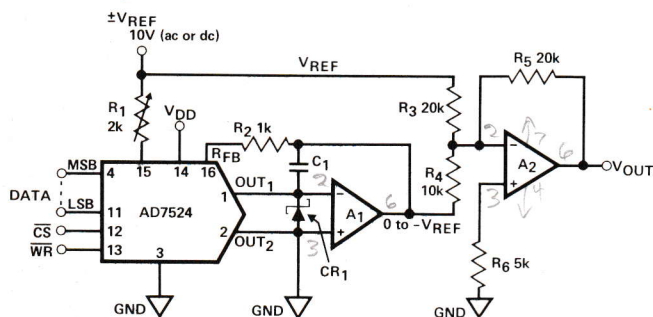 ±VREF
10V (ac or dc)
VREF
R5 20k
R1
2k
VDD
R3 20k
R2 1k
C1
RFB
MSB
4
15
14
16
OUT1
2
7
A2
6
VOUT
R4
10k
DATA
LSB
11
AD7524
1
A1
6
0 to -VREF
3
4
CS
12
2
OUT2
3
WR
13
3
CR1
R6 5k
GND
GND
GND